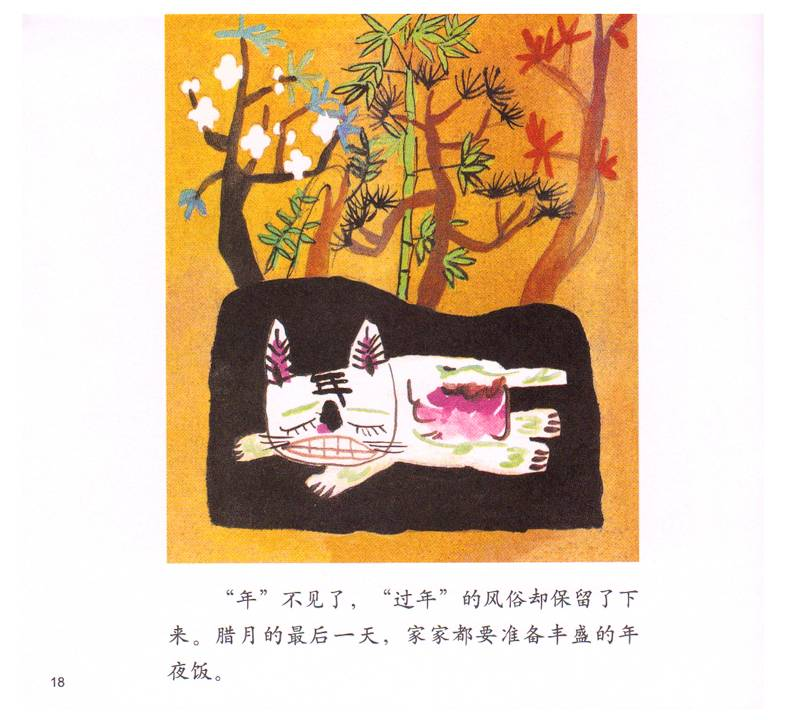 年
“年”不见了，“过年”的风俗却保留了下
来。腊月的最后一天，家家都要准备丰盛的年
夜饭。
18